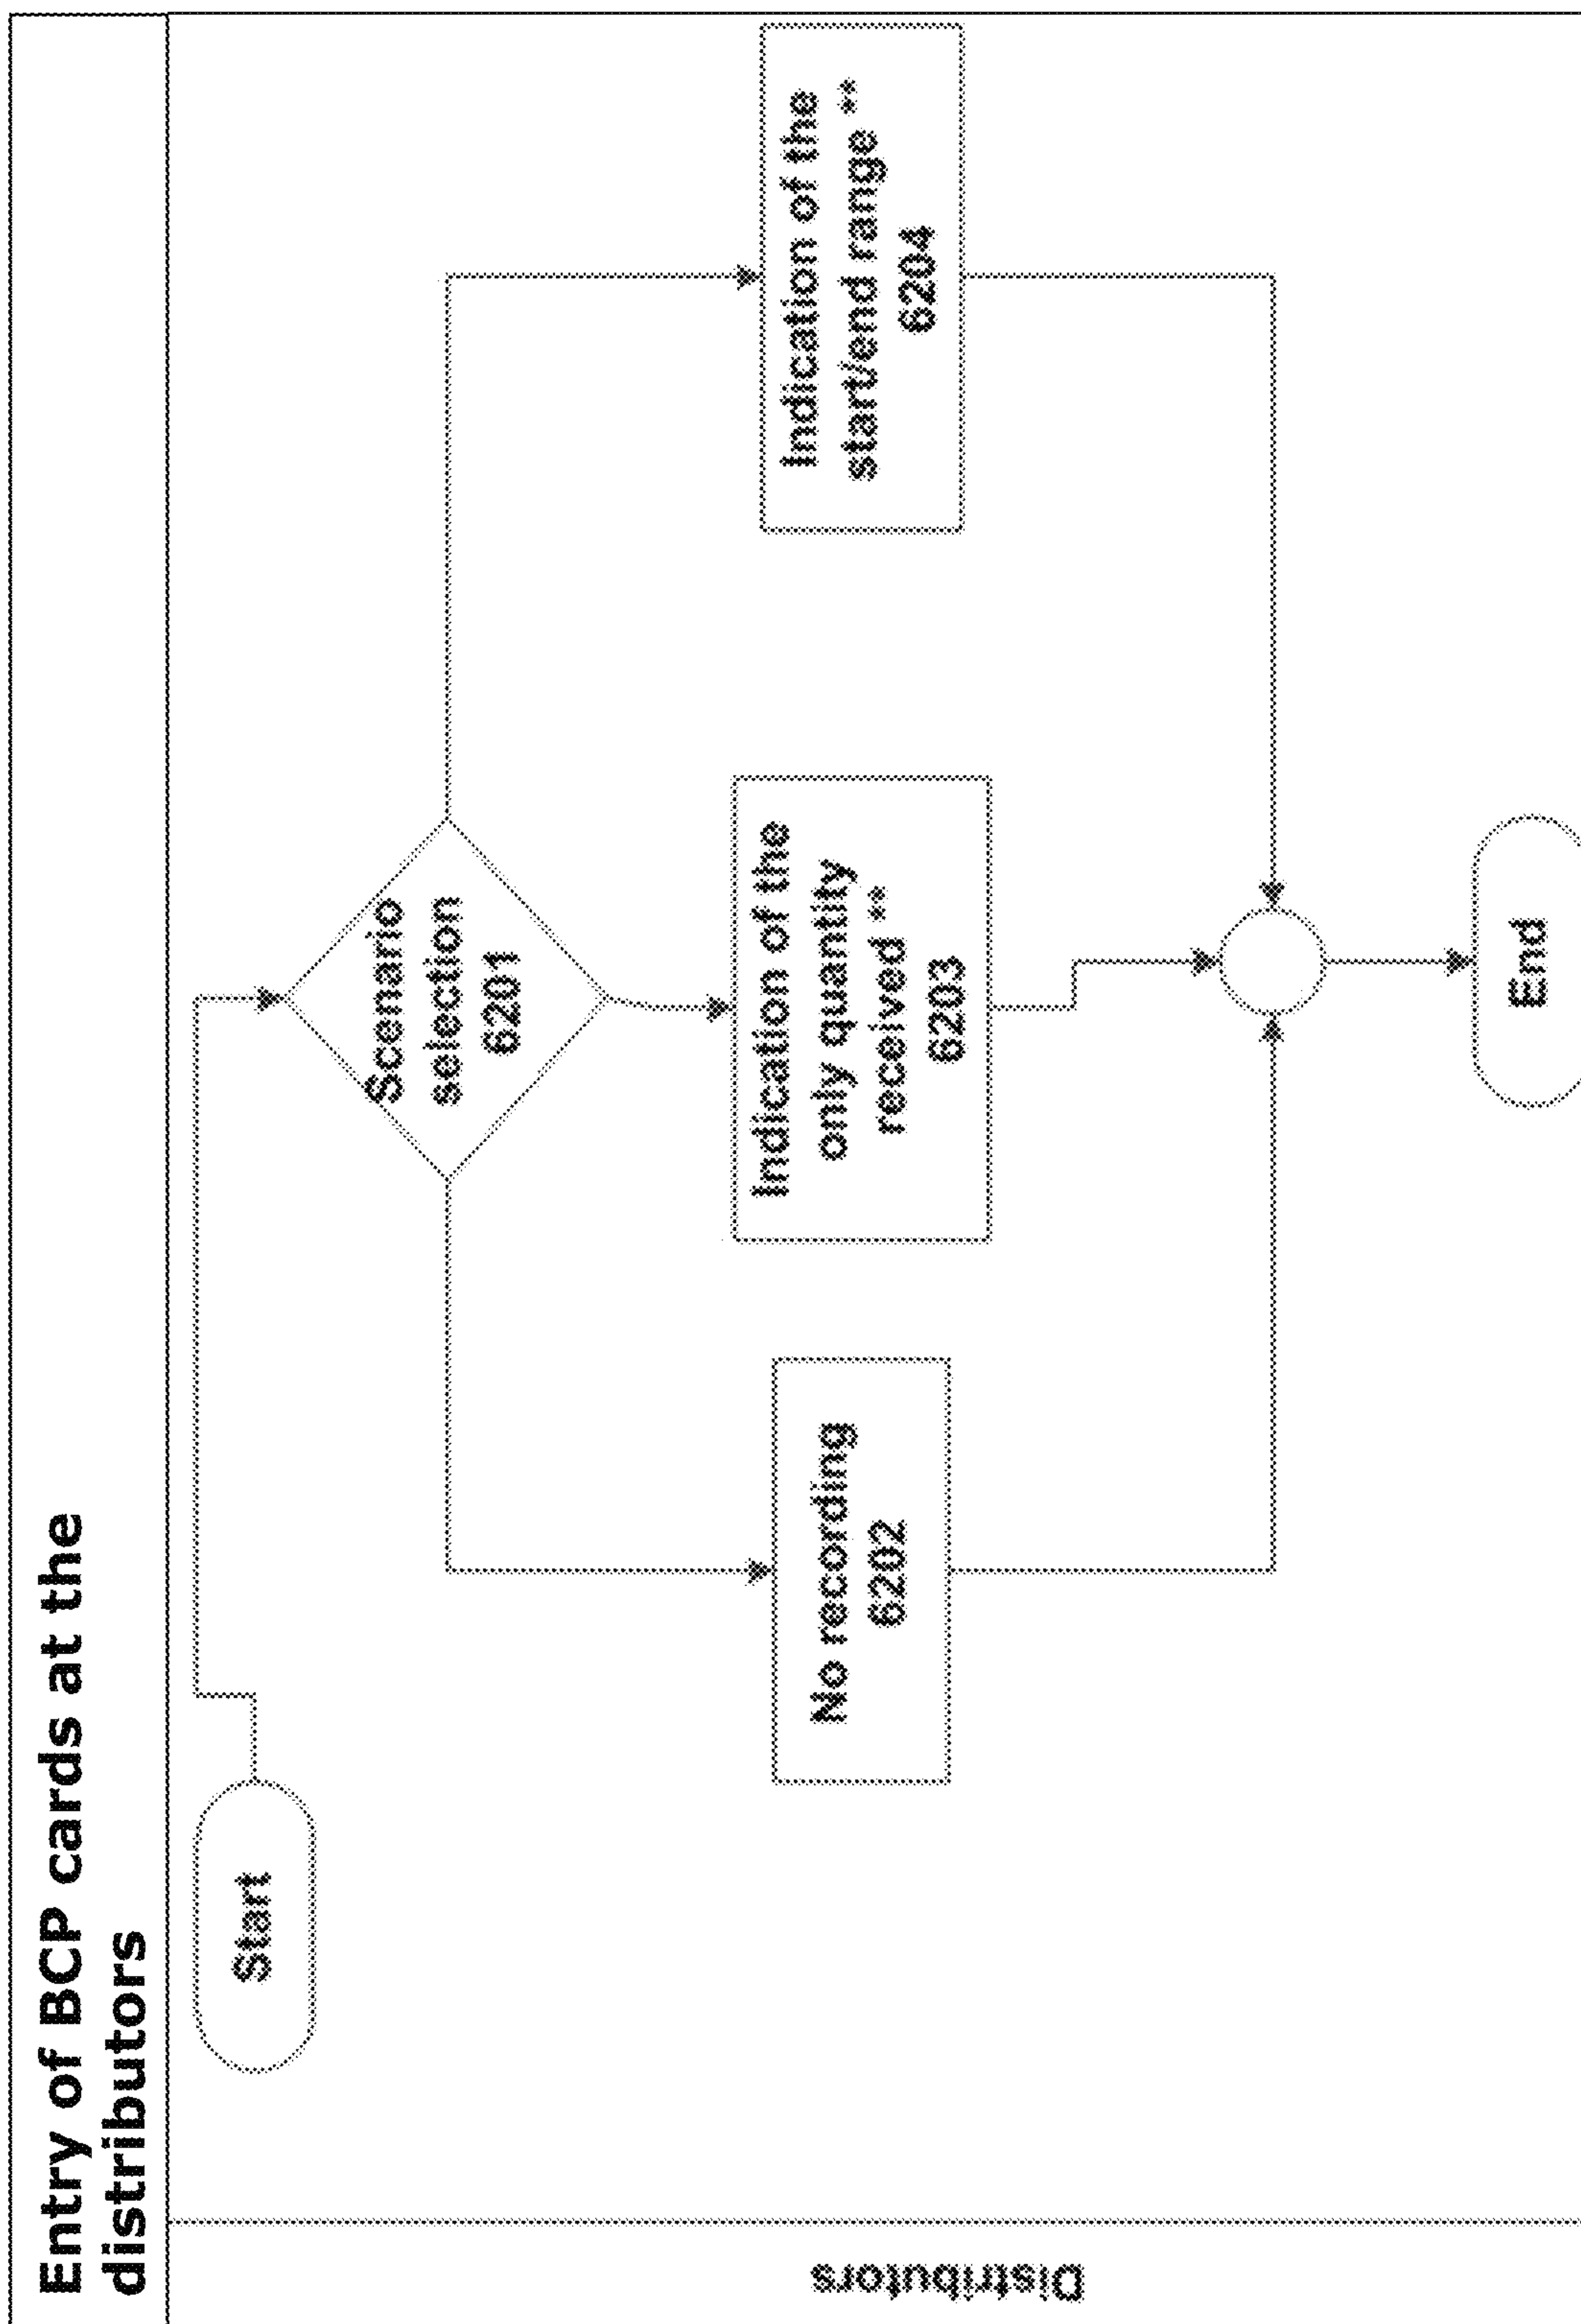 Entry of BCP cards at the
distributors
Distributors
Start
Scenario
selection
6201
No recording
6202
Indication of the
only quantity
received **
6203
Indication of the
start/end range **
6204
End